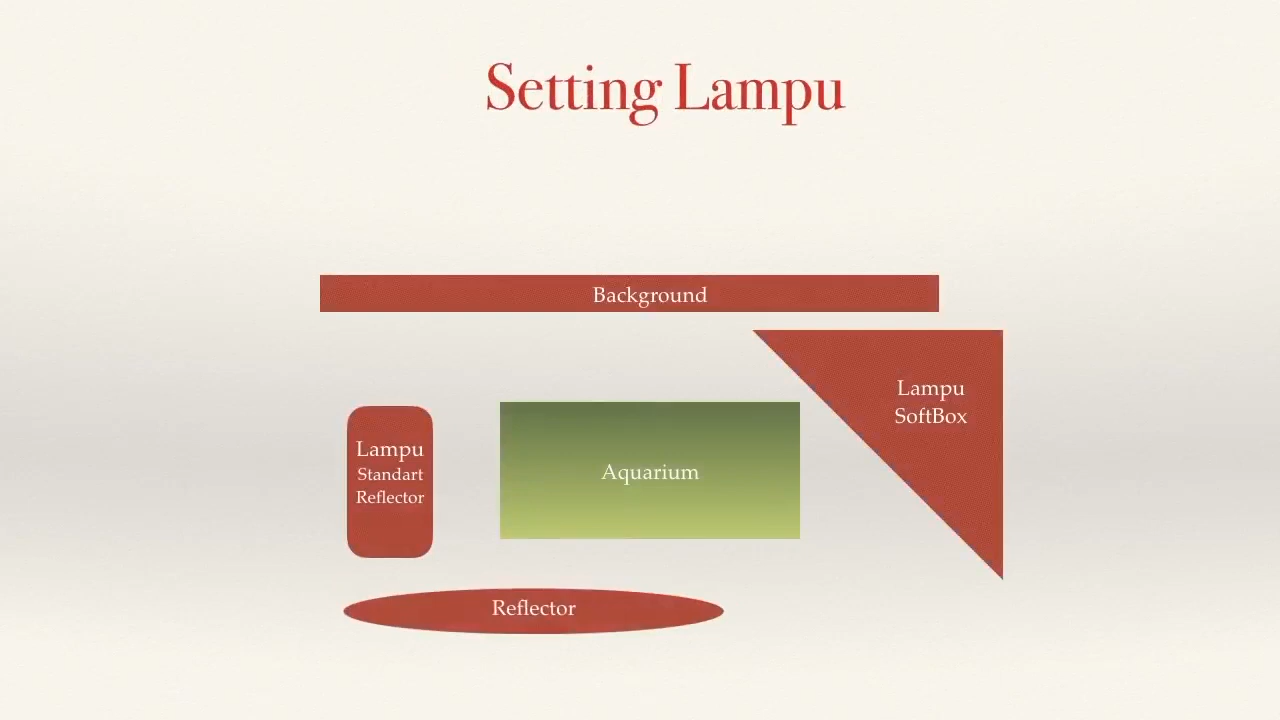 Setting Lampu
Background
Lampu
SoftBox
Lampu
Standart
Reflector
Aquarium
Reflector